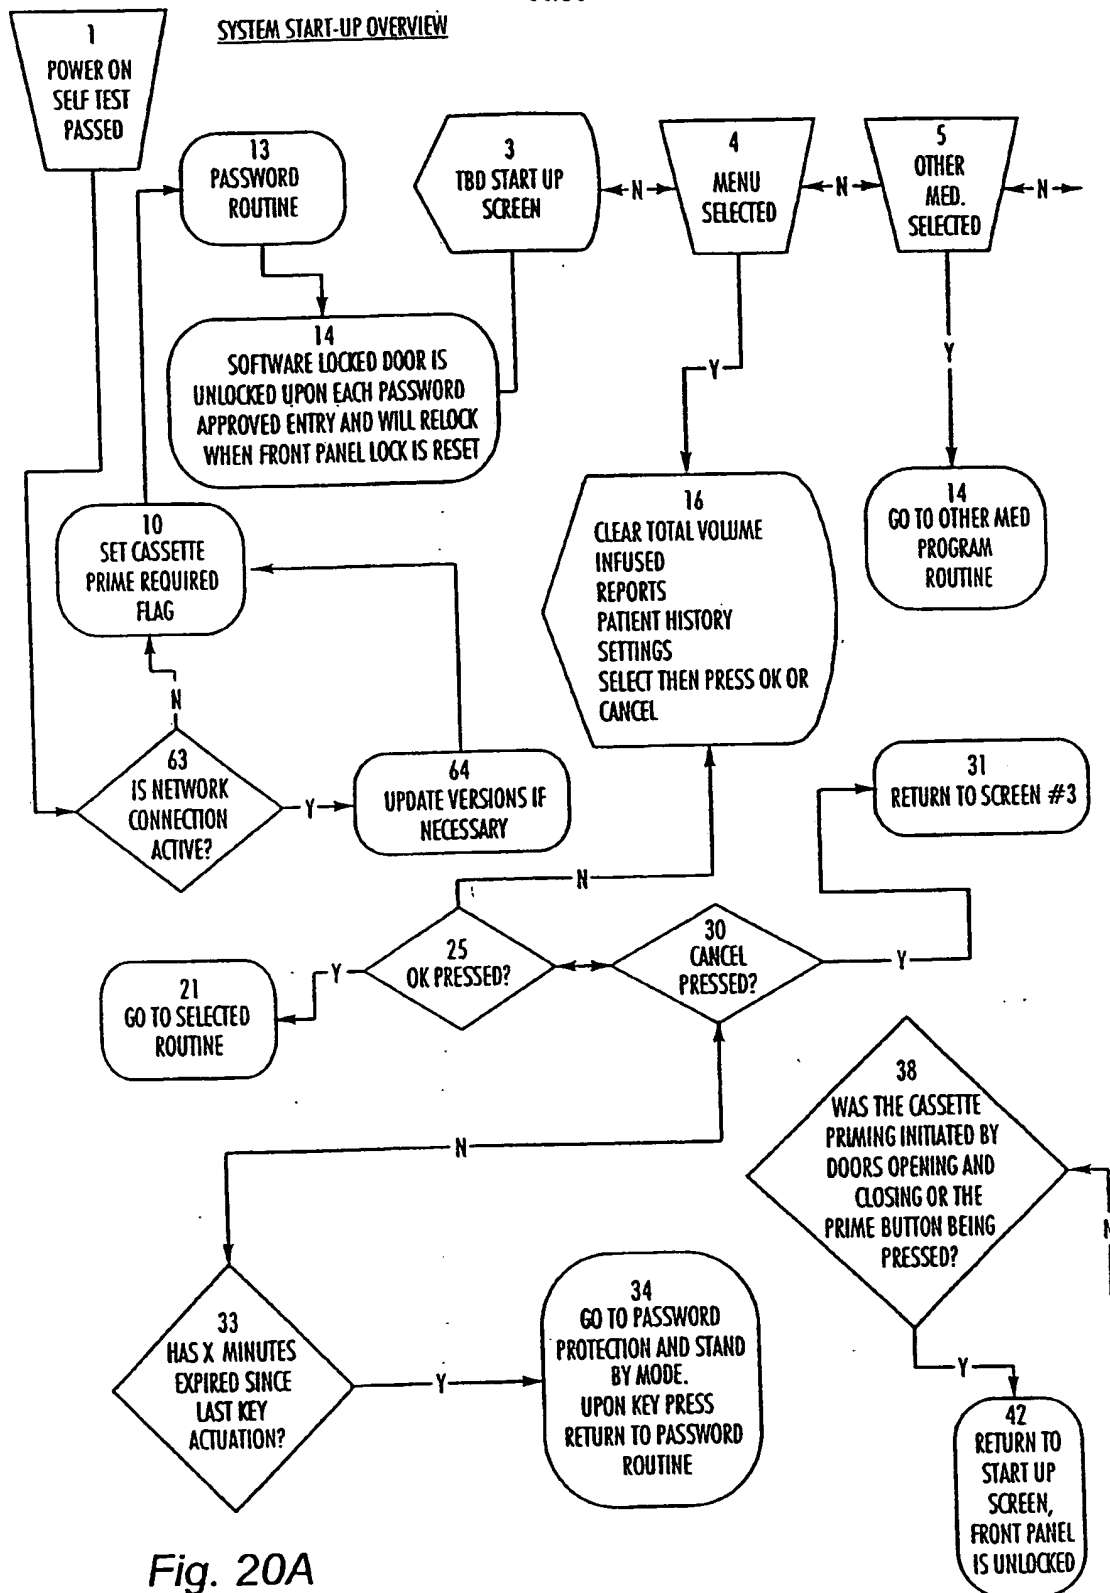 SYSTEM START-UP OVERVIEW
1
POWER ON
SELF TEST
PASSED
13
PASSWORD
ROUTINE
3
TBD START UP
SCREEN
N
4
MENU
SELECTED
N
5
OTHER
MED.
SELECTED
N
14
SOFTWARE LOCKED DOOR IS
UNLOCKED UPON EACH PASSWORD
APPROVED ENTRY AND WILL RELOCK
WHEN FRONT PANEL LOCK IS RESET
Y
Y
10
SET CASSETTE
PRIME REQUIRED
FLAG
16
CLEAR TOTAL VOLUME
INFUSED
REPORTS
PATIENT HISTORY
SETTINGS
SELECT THEN PRESS OK OR
CANCEL
14
GO TO OTHER MED
PROGRAM
ROUTINE
N
63
IS NETWORK
CONNECTION
ACTIVE?
Y
64
UPDATE VERSIONS IF
NECESSARY
31
RETURN TO SCREEN #3
N
25
OK PRESSED?
30
CANCEL
PRESSED?
Y
Y
21
GO TO SELECTED
ROUTINE
N
38
WAS THE CASSETTE
PRIMING INITIATED BY
DOORS OPENING AND
CLOSING OR THE
PRIME BUTTON BEING
PRESSED?
N
33
HAS X MINUTES
EXPIRED SINCE
LAST KEY
ACTUATION?
Y
34
GO TO PASSWORD
PROTECTION AND STAND
BY MODE.
UPON KEY PRESS
RETURN TO PASSWORD
ROUTINE
Y
42
RETURN TO
START UP
SCREEN,
FRONT PANEL
IS UNLOCKED
Fig. 20A